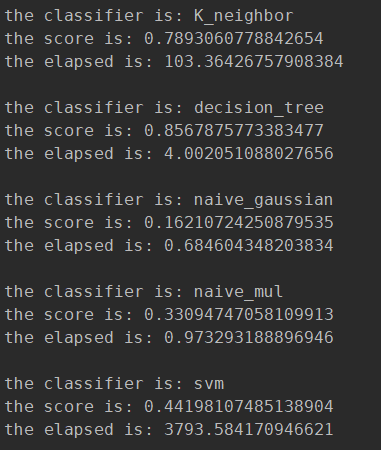 the classifier is: K_neighbor
the score is: 0.7893060778842654
the elapsed is: 103.36426757908384
the classifier is: decision_tree
the score is: 0.8567875773383477
the elapsed is: 4.002051088027656
the classifier is: naive_gaussian
the score is: 0.16210724250879535
the elapsed is: 0.684604348203834
the classifier is: naive_mul
the score is: 0.33094747058109913
the elapsed is: 0.973293188896946
the classifier is: svm
the score is: 0.44198107485138904
the elapsed is: 3793.584170946621